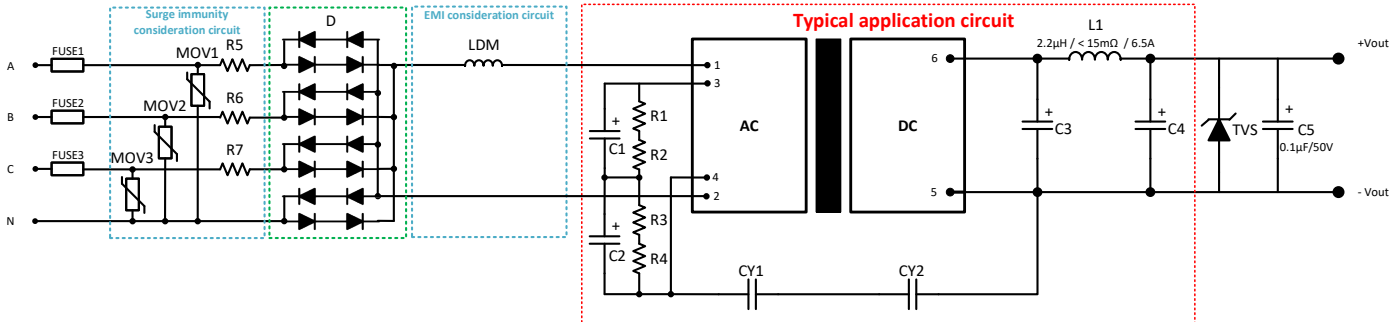 Surge immunity
consideration circuit
D
EMI consideration circuit
Typical application circuit
L1
2.2µH / < 15mΩ / 6.5A
+Vout
FUSE1
MOV1
R5
LDM
A
1
6
3
FUSE2
MOV2
R6
R1
B
AC
DC
C1
C3
C4
TVS
C5
0.1µF/50V
FUSE3
MOV3
R7
R2
C
4
2
5
- Vout
N
R3
C2
R4
CY1
CY2
+
+
+
+
+